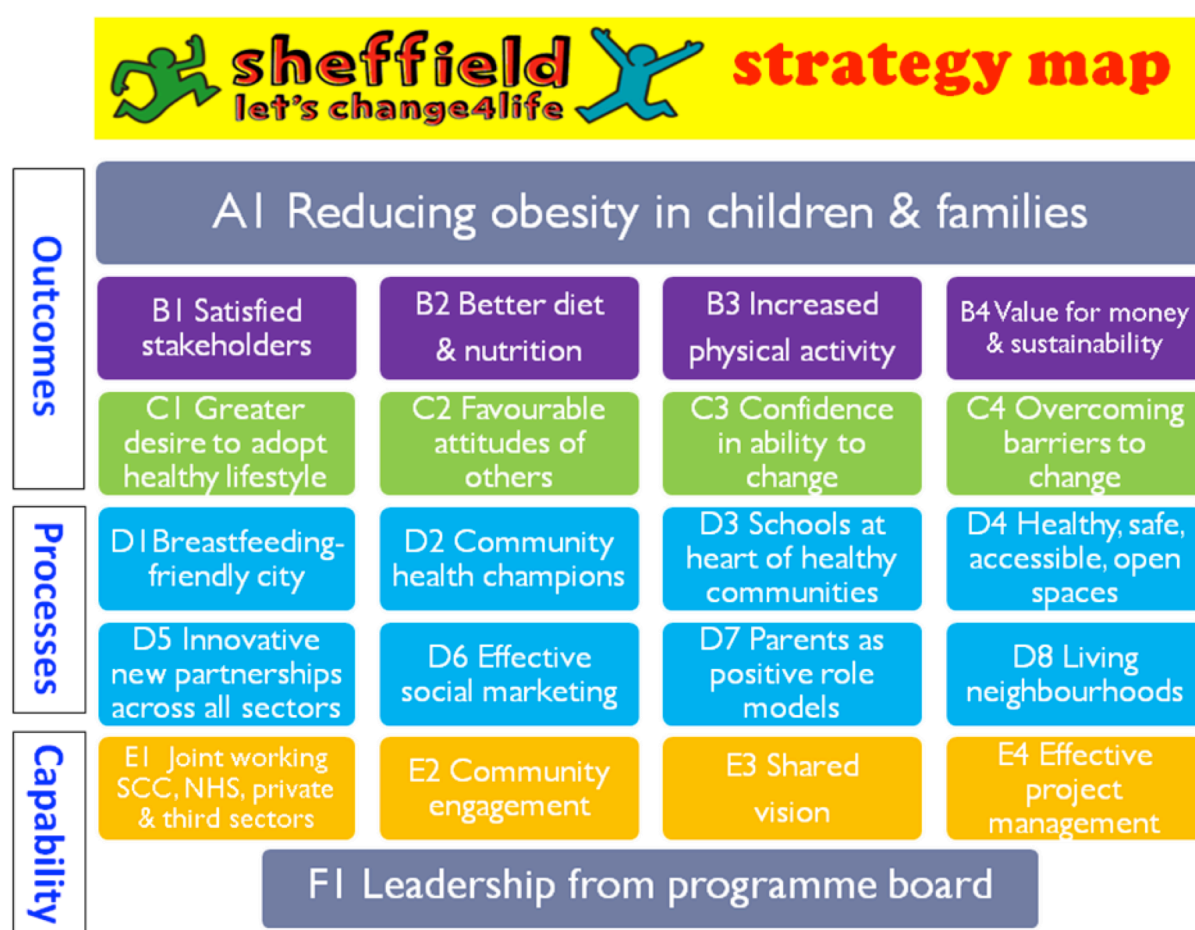 sheffield
let's change4life
strategy map
Outcomes
A1 Reducing obesity in children & families
B1 Satisfied
stakeholders
B2 Better diet
& nutrition
B3 Increased
physical activity
B4 Value for money
& sustainability
C1 Greater
desire to adopt
healthy lifestyle
C2 Favourable
attitudes of
others
C3 Confidence
in ability to
change
C4 Overcoming
barriers to
change
Processes
D1Breastfeeding-
friendly city
D2 Community
health champions
D3 Schools at
heart of healthy
communities
D4 Healthy, safe,
accessible, open
spaces
D5 Innovative
new partnerships
across all sectors
D6 Effective
social marketing
D7 Parents as
positive role
models
D8 Living
neighbourhoods
Capability
E1 Joint working
SCC, NHS, private
& third sectors
E2 Community
engagement
E3 Shared
vision
E4 Effective
project
management
F1 Leadership from programme board